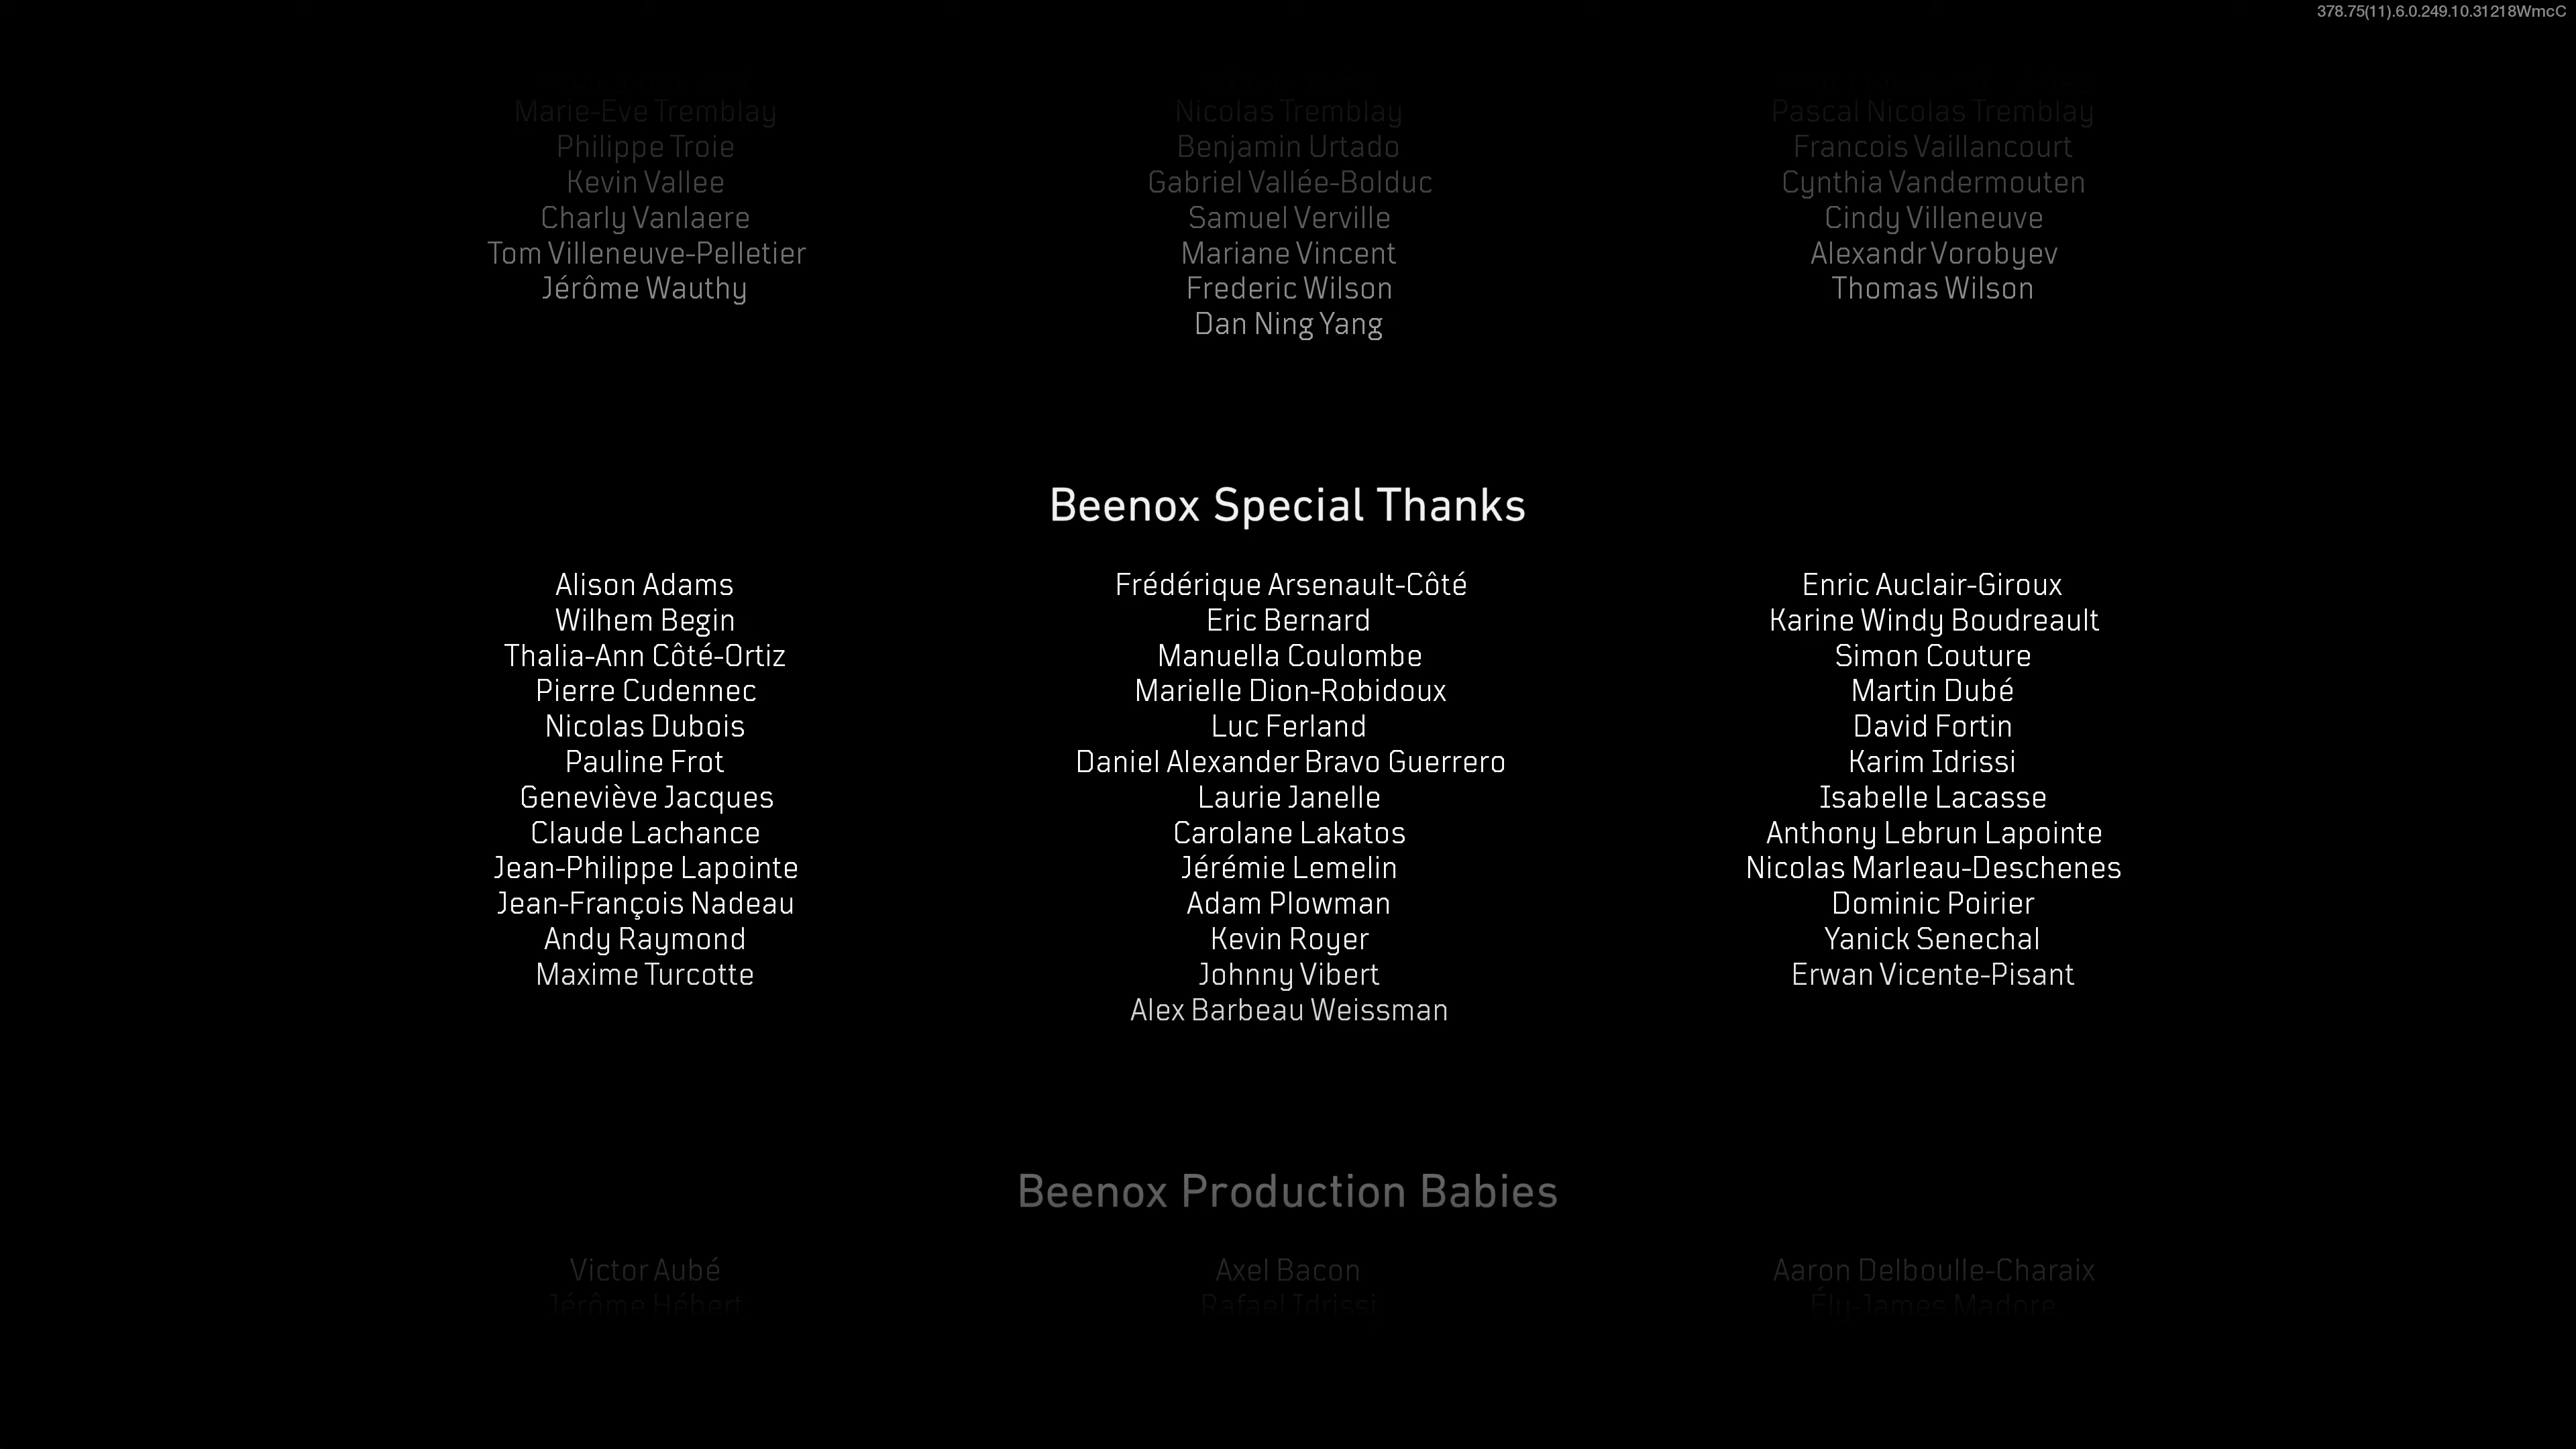 378.75(11).6.0.249.10.31218WmcC
Marie-Eve Tremblay Nicolas Tremblay Pascal Nicolas Tremblay
Philippe Troie Benjamin Urtado Francois Vaillancourt
Kevin Vallee Gabriel Vallée-Bolduc Cynthia Vandermouten
Charly Vanlaere Samuel Verville Cindy Villeneuve
Tom Villeneuve-Pelletier Mariane Vincent Alexandr Vorobyev
Jérôme Wauthy Frederic Wilson Thomas Wilson
Dan Ning Yang
Beenox Special Thanks
Alison Adams Frédérique Arsenault-Côté Enric Auclair-Giroux
Wilhem Begin Eric Bernard Karine Windy Boudreault
Thalia-Ann Côté-Ortiz Manuella Coulombe Simon Couture
Pierre Cudennec Marielle Dion-Robidoux Martin Dubé
Nicolas Dubois Luc Ferland David Fortin
Pauline Frot Daniel Alexander Bravo Guerrero Karim Idrissi
Geneviève Jacques Laurie Janelle Isabelle Lacasse
Claude Lachance Carolane Lakatos Anthony Lebrun Lapointe
Jean-Philippe Lapointe Jérémie Lemelin Nicolas Marleau-Deschenes
Jean-François Nadeau Adam Plowman Dominic Poirier
Andy Raymond Kevin Royer Yanick Senechal
Maxime Turcotte Johnny Vibert Erwan Vicente-Pisant
Alex Barbeau Weissman
Beenox Production Babies
Victor Aubé Axel Bacon Aaron Delboulle-Charaix
Jérôme Hébert Rafael Idrissi Ély-James Madore